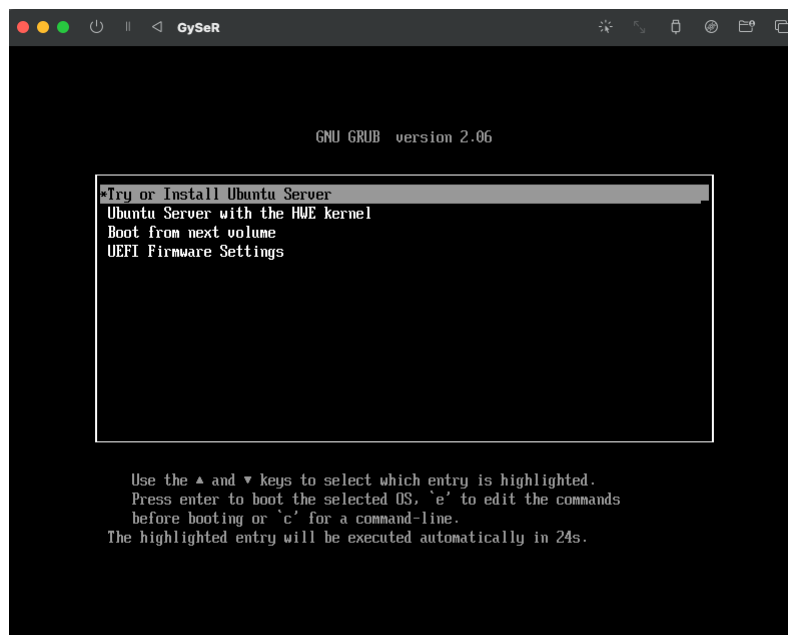 GySeR
GNU GRUB version 2.06
*Try or Install Ubuntu Server
Ubuntu Server with the HWE kernel
Boot from next volume
UEFI Firmware Settings
Use the ▲ and ▼ keys to select which entry is highlighted.
Press enter to boot the selected OS, `e' to edit the commands
before booting or `c' for a command-line.
The highlighted entry will be executed automatically in 24s.